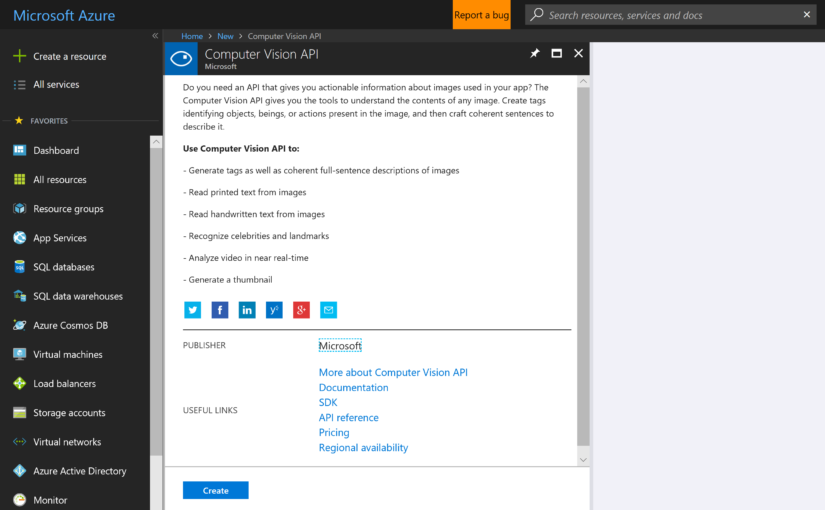 Microsoft Azure
Report a bug
Search resources, services and docs
Create a resource
All services
FAVORITES
Dashboard
All resources
Resource groups
App Services
SQL databases
SQL data warehouses
Azure Cosmos DB
Virtual machines
Load balancers
Storage accounts
Virtual networks
Azure Active Directory
Monitor
Home > New > Computer Vision API
Computer Vision API
Microsoft
Do you need an API that gives you actionable information about images used in your app? The
Computer Vision API gives you the tools to understand the contents of any image. Create tags
identifying objects, beings, or actions present in the image, and then craft coherent sentences to
describe it.
Use Computer Vision API to:
- Generate tags as well as coherent full-sentence descriptions of images
- Read printed text from images
- Read handwritten text from images
- Recognize celebrities and landmarks
- Analyze video in near real-time
- Generate a thumbnail
PUBLISHER
Microsoft
USEFUL LINKS
More about Computer Vision API
Documentation
SDK
API reference
Pricing
Regional availability
Create